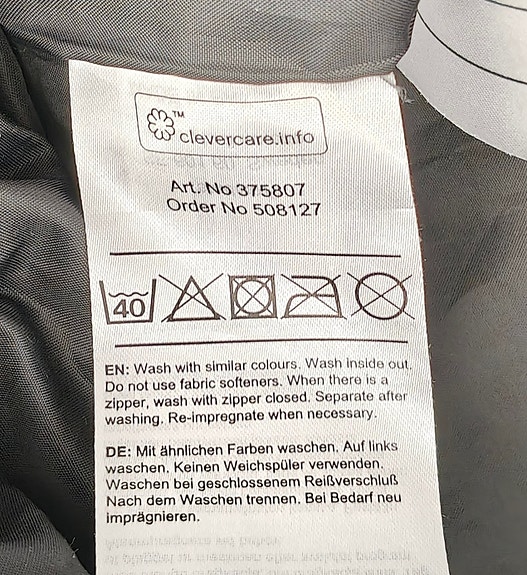 TM
clevercare.info
Art. No 375807
Order No 508127
40
EN: Wash with similar colours. Wash inside out.
Do not use fabric softeners. When there is a
zipper, wash with zipper closed. Separate after
washing. Re-impregnate when necessary.
DE: Mit ähnlichen Farben waschen. Auf links
waschen. Keinen Weichspüler verwenden.
Waschen bei geschlossenem Reißverschluß
Nach dem Waschen trennen. Bei Bedarf neu
imprägnieren.